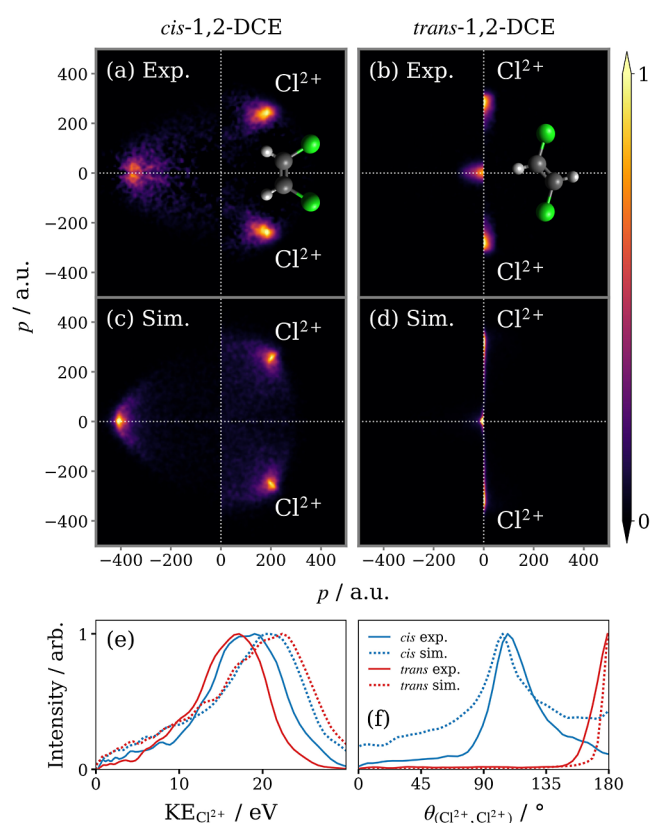 cis-1,2-DCE trans-1,2-DCE
(a) Exp. Cl²⁺ (b) Exp. Cl²⁺
Cl²⁺ Cl²⁺
(c) Sim. Cl²⁺ (d) Sim. Cl²⁺
Cl²⁺ Cl²⁺
400
200
0
−200
−400
400
200
0
−200
−400
p / a.u.
−400 −200 0 200 400 −400 −200 0 200 400
p / a.u.
1
0
(e) (f)
cis exp.
cis sim.
trans exp.
trans sim.
Intensity / arb.
1
0
0 10 20 0 45 90 135 180
KE_Cl²⁺ / eV θ_(Cl²⁺, Cl²⁺) / °